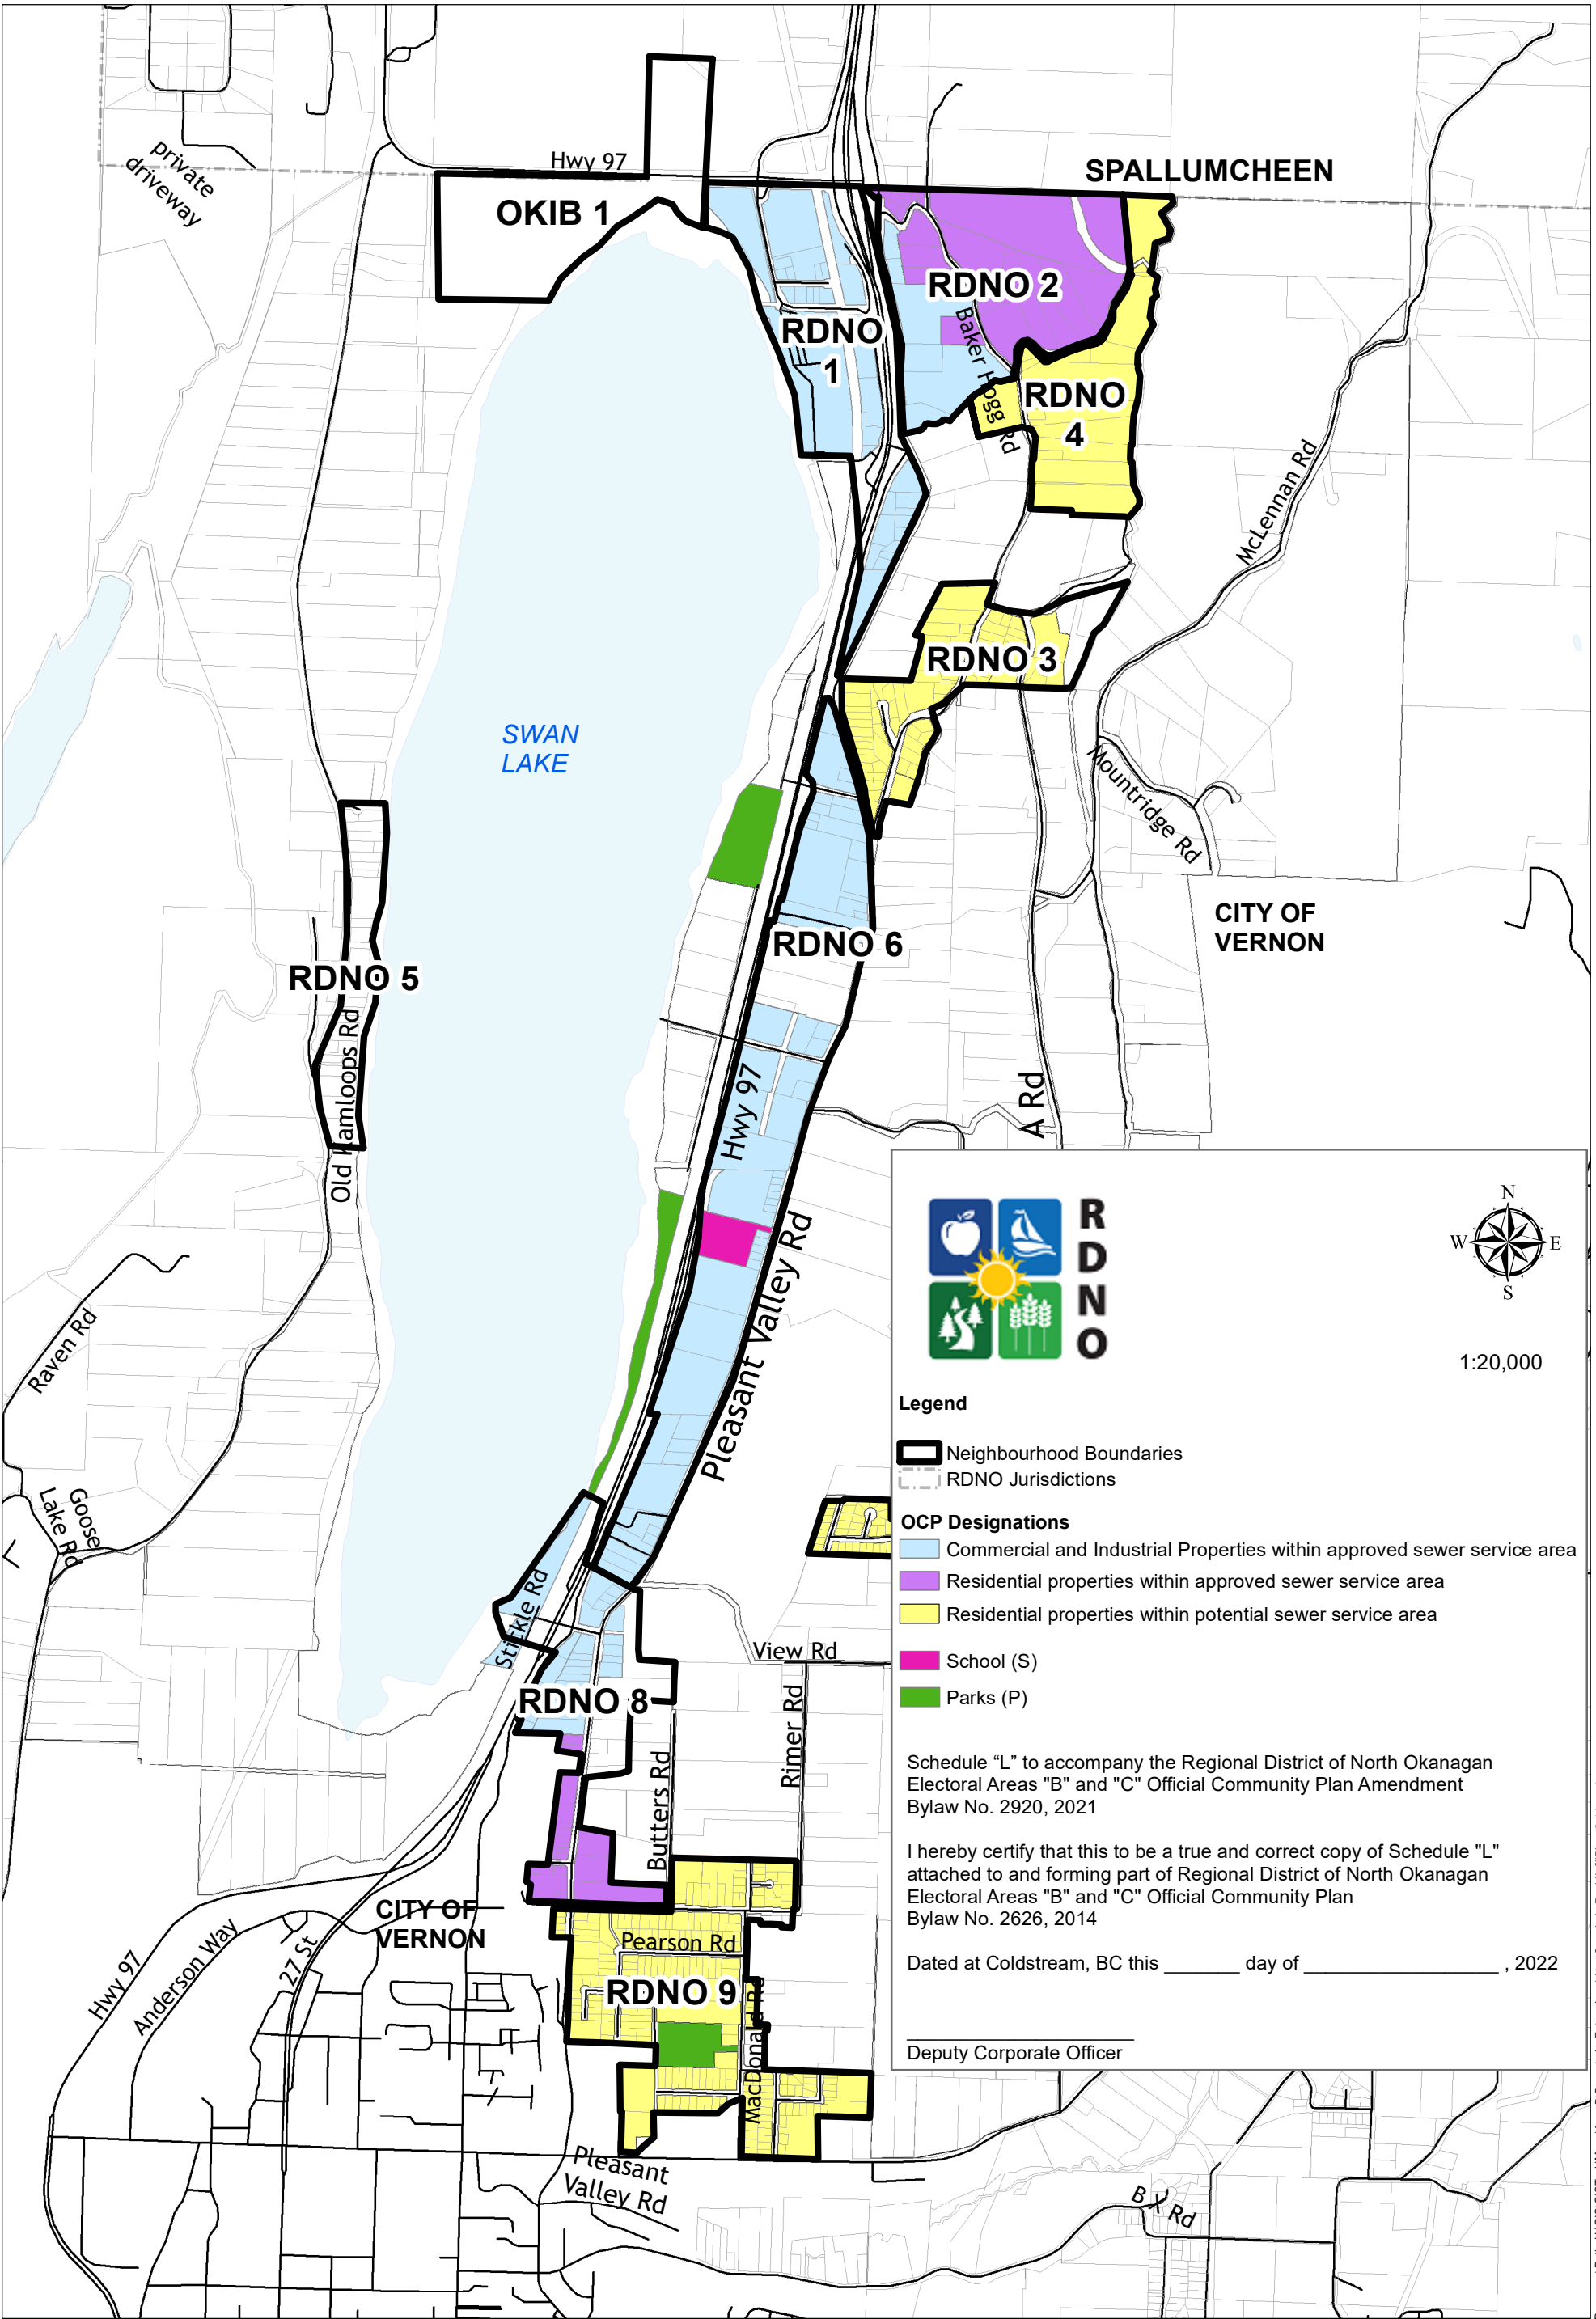 private
driveway
Hwy 97
SPALLUMCHEEN
OKIB 1
RDNO 2
RDNO
1
Baker Hogg Rd
RDNO
4
McLennan Rd
RDNO 3
SWAN
LAKE
Mountridge Rd
CITY OF
VERNON
RDNO 6
RDNO 5
Old Kamloops Rd
Hwy 97
A Rd
Pleasant Valley Rd
Raven Rd
Goose
Lake Rd
Stickle Rd
View Rd
RDNO 8
Rimer Rd
Butters Rd
CITY OF
VERNON
Pearson Rd
RDNO 9
MacDonald Rd
Hwy 97
Anderson Way
27 St
Pleasant
Valley Rd
B X Rd
R
D
N
O
N
W E
S
1:20,000
Legend
Neighbourhood Boundaries
RDNO Jurisdictions
OCP Designations
Commercial and Industrial Properties within approved sewer service area
Residential properties within approved sewer service area
Residential properties within potential sewer service area
School (S)
Parks (P)
Schedule “L” to accompany the Regional District of North Okanagan
Electoral Areas "B" and "C" Official Community Plan Amendment
Bylaw No. 2920, 2021
I hereby certify that this to be a true and correct copy of Schedule "L"
attached to and forming part of Regional District of North Okanagan
Electoral Areas "B" and "C" Official Community Plan
Bylaw No. 2626, 2014
Dated at Coldstream, BC this _______ day of __________________ , 2022
_____________________
Deputy Corporate Officer